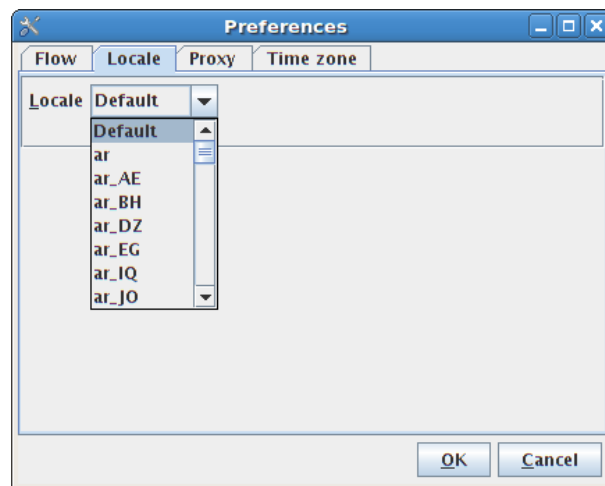 Preferences
Flow Locale Proxy Time zone
Locale Default
Default
ar
ar_AE
ar_BH
ar_DZ
ar_EG
ar_IQ
ar_JO
OK Cancel